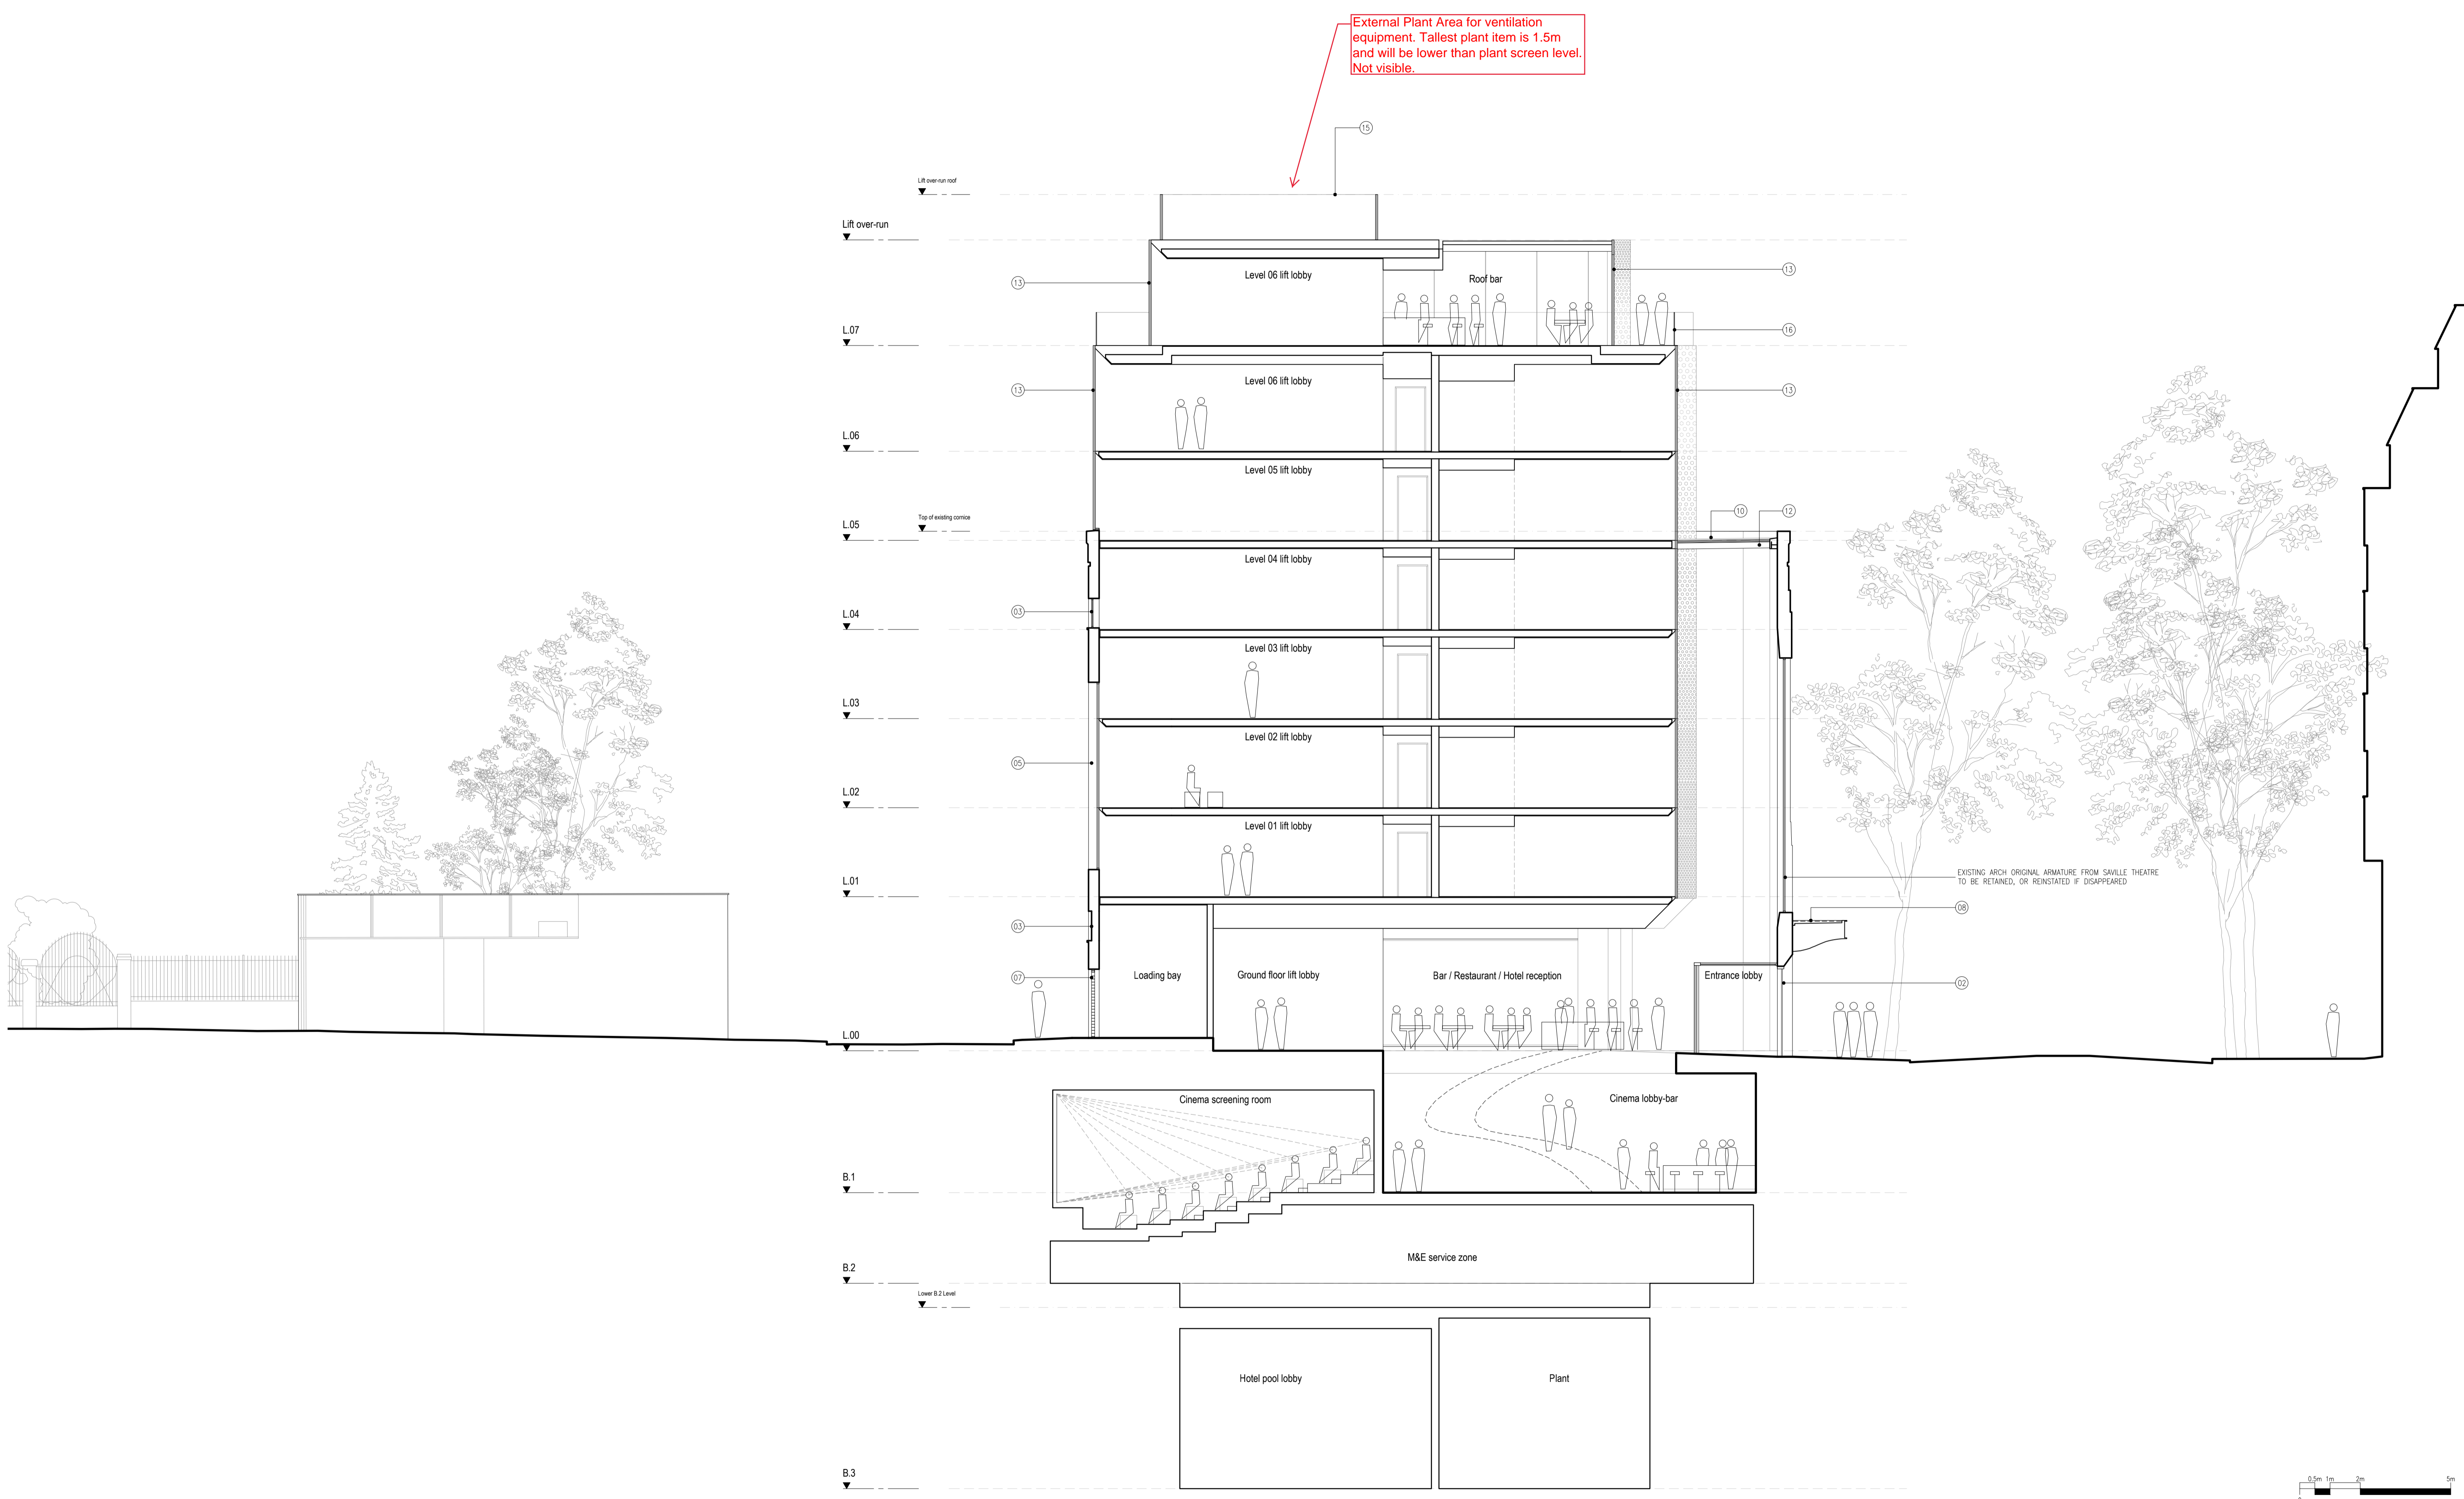 External Plant Area for ventilation
equipment. Tallest plant item is 1.5m
and will be lower than plant screen level.
Not visible.
15
Lift over-run roof
Lift over-run
13
Level 06 lift lobby
Roof bar
13
L.07
16
13
Level 06 lift lobby
13
L.06
Level 05 lift lobby
Top of existing cornice
L.05
10
12
Level 04 lift lobby
03
L.04
Level 03 lift lobby
L.03
Level 02 lift lobby
05
L.02
Level 01 lift lobby
L.01
EXISTING ARCH ORIGINAL ARMATURE FROM SAVILLE THEATRE
TO BE RETAINED, OR REINSTATED IF DISAPPEARED
08
03
07
Loading bay
Ground floor lift lobby
Bar / Restaurant / Hotel reception
Entrance lobby
02
L.00
Cinema screening room
Cinema lobby-bar
B.1
M&E service zone
B.2
Lower B.2 Level
Hotel pool lobby
Plant
B.3
0.5m 1m 2m 5m
0